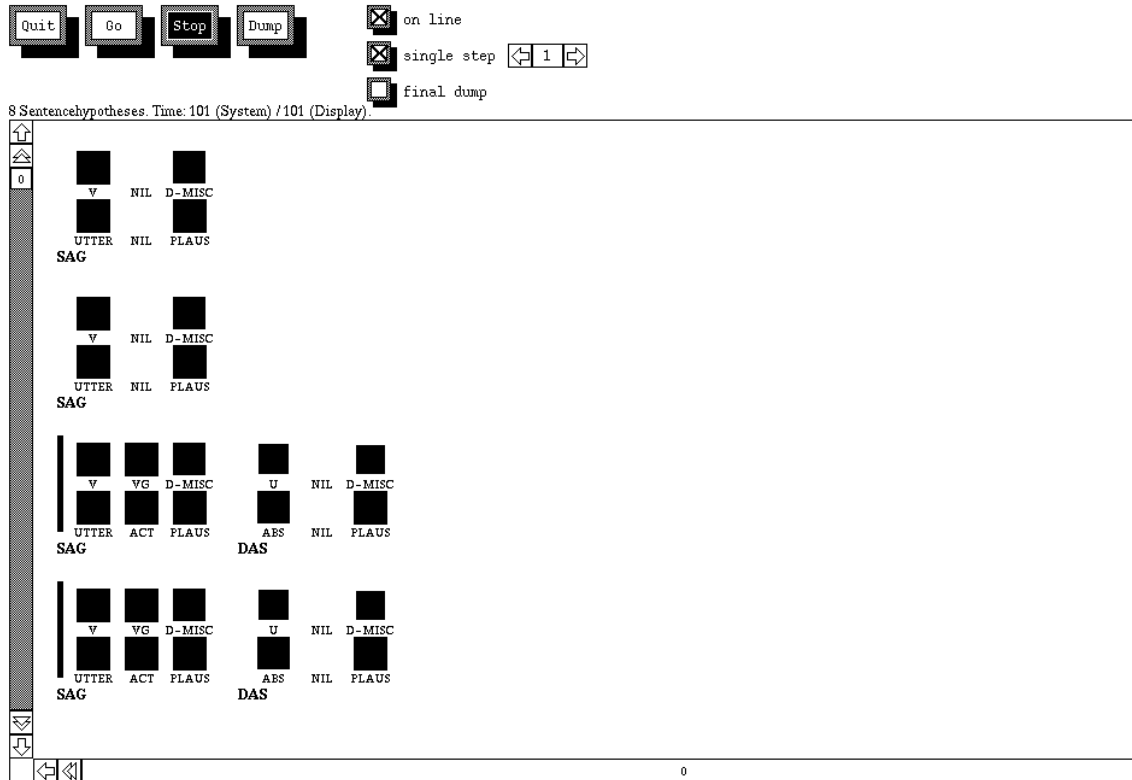 Quit Go Stop Dump
on line
single step 1
final dump
8 Sentencehypotheses. Time: 101 (System) / 101 (Display).
0
V NIL D-MISC
UTTER NIL PLAUS
SAG
V NIL D-MISC
UTTER NIL PLAUS
SAG
V VG D-MISC U NIL D-MISC
UTTER ACT PLAUS ABS NIL PLAUS
SAG DAS
V VG D-MISC U NIL D-MISC
UTTER ACT PLAUS ABS NIL PLAUS
SAG DAS
0